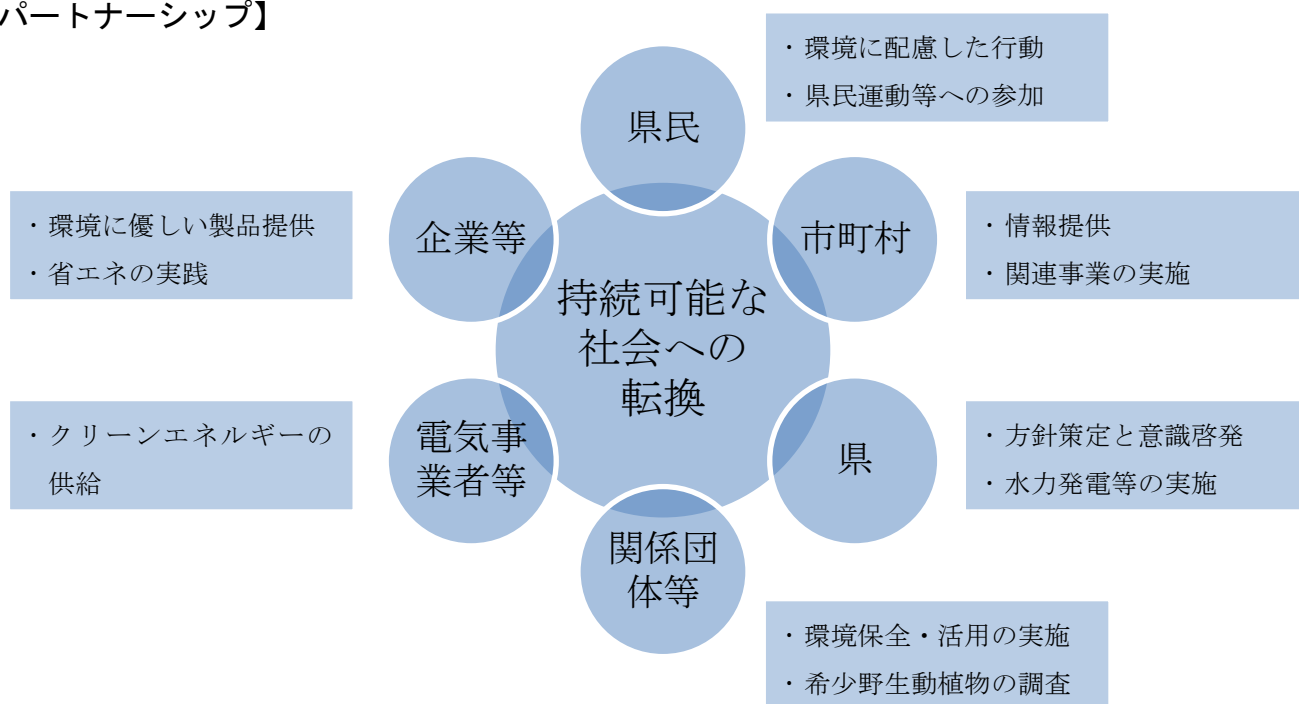 パートナーシップ】
・環境に配慮した行動
・県民運動等への参加
県民
・環境に優しい製品提供
・省エネの実践
企業等
市町村
・情報提供
・関連事業の実施
持続可能な
社会への
転換
・クリーンエネルギーの
供給
電気事
業者等
県
・方針策定と意識啓発
・水力発電等の実施
関係団
体等
・環境保全・活用の実施
・希少野生動植物の調査